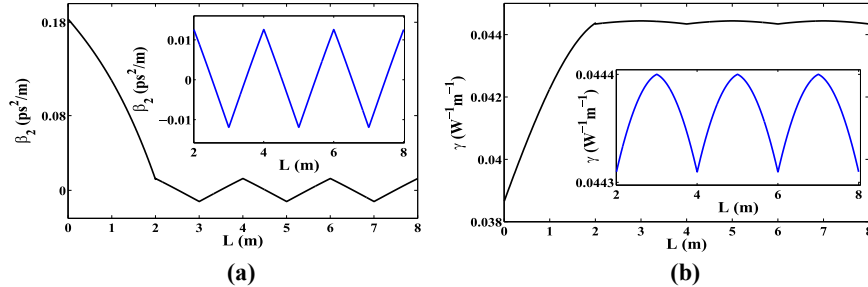 0.18
0.08
0
β₂ (ps²/m)
0 1 2 3 4 5 6 7 8
L (m)
0.01
0
−0.01
β₂ (ps²/m)
2 4 6 8
L (m)
(a)
0.044
0.042
0.04
0.038
γ (W⁻¹m⁻¹)
0 1 2 3 4 5 6 7 8
L (m)
0.0444
0.0443
γ (W⁻¹m⁻¹)
2 4 6 8
L (m)
(b)